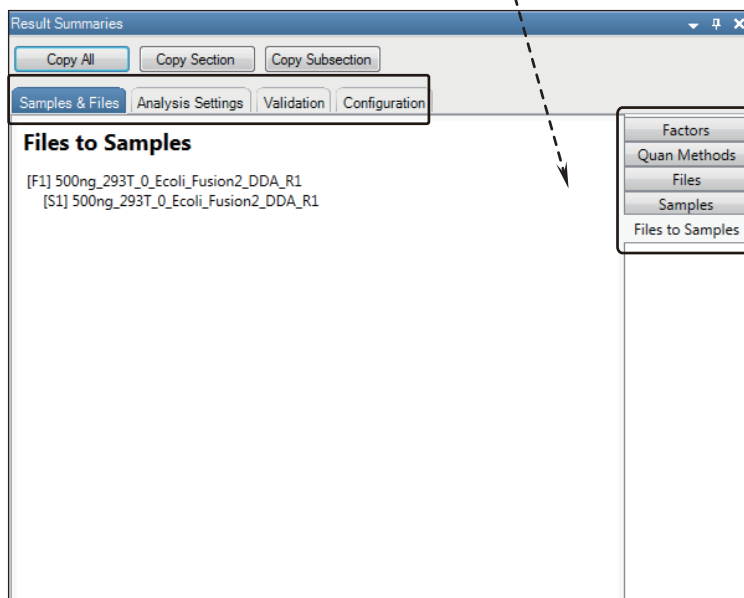 Result Summaries
Copy All Copy Section Copy Subsection
Samples & Files Analysis Settings Validation Configuration
Files to Samples
[F1] 500ng_293T_0_Ecoli_Fusion2_DDA_R1
[S1] 500ng_293T_0_Ecoli_Fusion2_DDA_R1
Factors
Quan Methods
Files
Samples
Files to Samples